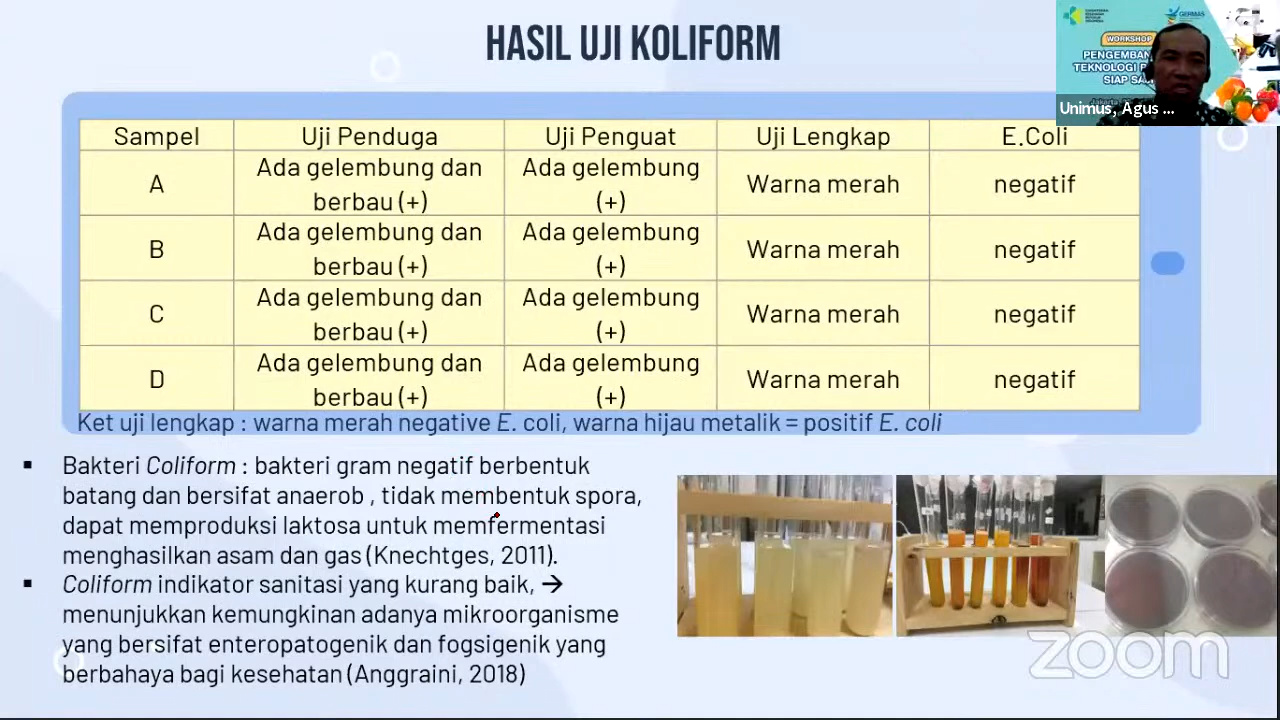 HASIL UJI KOLIFORM
GERMAS
WORKSHOP
PENGEMBAN
TEKNOLOGI
SIAP SA
Unimus, Agus ...
Sampel Uji Penduga Uji Penguat Uji Lengkap E.Coli
A Ada gelembung dan berbau (+) Ada gelembung (+) Warna merah negatif
B Ada gelembung dan berbau (+) Ada gelembung (+) Warna merah negatif
C Ada gelembung dan berbau (+) Ada gelembung (+) Warna merah negatif
D Ada gelembung dan berbau (+) Ada gelembung (+) Warna merah negatif
Ket uji lengkap : warna merah negative E. coli, warna hijau metalik = positif E. coli
▪ Bakteri Coliform : bakteri gram negatif berbentuk
batang dan bersifat anaerob , tidak membentuk spora,
dapat memproduksi laktosa untuk memfermentasi
menghasilkan asam dan gas (Knechtges, 2011).
▪ Coliform indikator sanitasi yang kurang baik, →
menunjukkan kemungkinan adanya mikroorganisme
yang bersifat enteropatogenik dan fogsigenik yang
berbahaya bagi kesehatan (Anggraini, 2018)
zoom